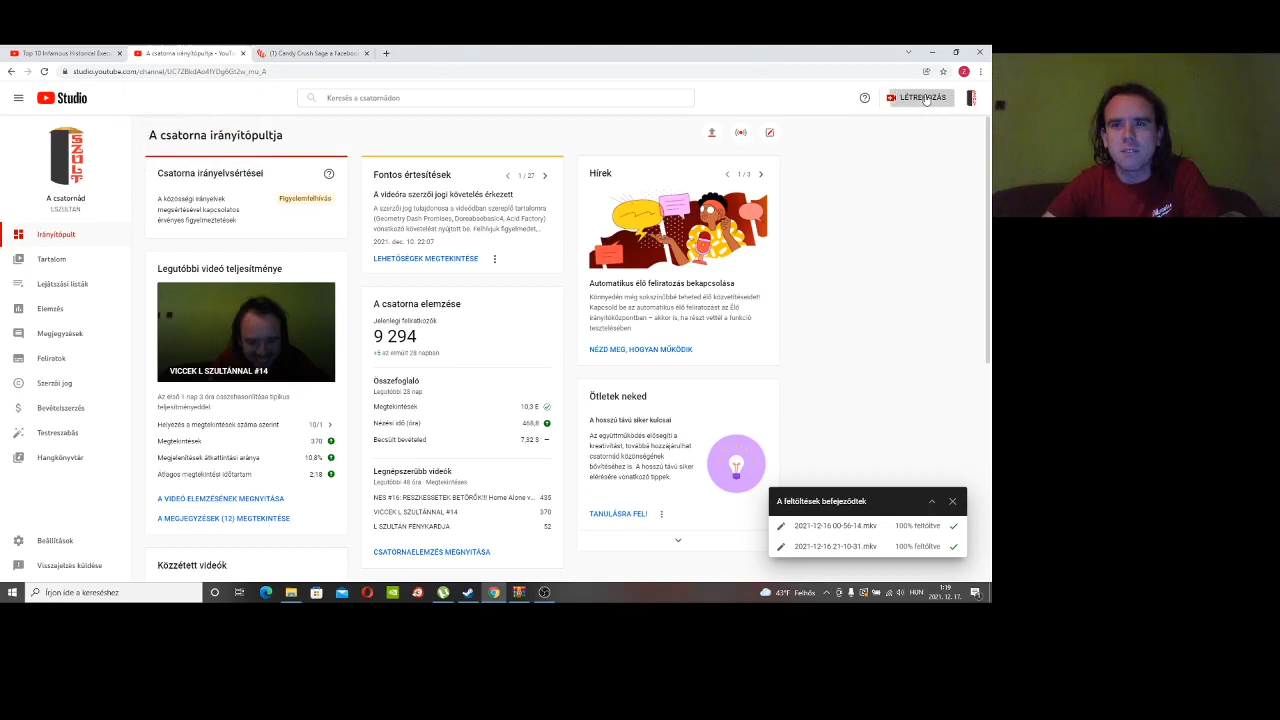 Top 10 Infamous Historical Exec
A csatorna irányítópultja - YouTu
(1) Candy Crush Saga a Facebook
studio.youtube.com/channel/UC7ZBkdAo4fYDg6Gt2w_mu_A
Studio
Keresés a csatornádon
LÉTREHOZÁS
SZULT
A csatornád
LSZULTAN
Irányítópult
Tartalom
Lejátszási listák
Elemzés
Megjegyzések
Feliratok
Szerzői jog
Bevételszerzés
Testreszabás
Hangkönyvtár
Beállítások
Visszajelzés küldése
A csatorna irányítópultja
Csatorna irányelvsértései
A közösségi irányelvek
megsértésével kapcsolatos
érvényes figyelmeztetések
Figyelemfelhívás
Legutóbbi videó teljesítménye
VICCEK L SZULTÁNNAL #14
Az első 1 nap 3 óra összehasonlítása tipikus
teljesítményeddel:
Helyezés a megtekintések száma szerint 10/1
Megtekintések 370
Megjelenítések átkattintási aránya 10,8%
Átlagos megtekintési időtartam 2:18
A VIDEÓ ELEMZÉSÉNEK MEGNYITÁSA
A MEGJEGYZÉSEK (12) MEGTEKINTÉSE
Közzétett videók
Fontos értesítések
1 / 27
A videóra szerzői jogi követelés érkezett
A szerzői jog tulajdonosa a videódban szereplő tartalomra
(Geometry Dash Promises, Doreabasebasic4, Acid Factory)
vonatkozó követelést nyújtott be. Felhívjuk figyelmedet,...
2021. dec. 10. 22:07
LEHETŐSÉGEK MEGTEKINTÉSE
A csatorna elemzése
Jelenlegi feliratkozók
9 294
+5 az elmúlt 28 napban
Összefoglaló
Legutóbbi 28 nap
Megtekintések 10,3 E
Nézési idő (óra) 468,8
Becsült bevételed 7,32 $ —
Legnépszerűbb videók
Legutóbbi 48 óra · Megtekintések
NES #16: RESZKESSETEK BETÖRŐK!!! Home Alone v... 435
VICCEK L SZULTÁNNAL #14 370
L SZULTÁN FÉNYKARDJA 52
CSATORNAELEMZÉS MEGNYITÁSA
Hírek
1 / 3
Automatikus élő feliratozás bekapcsolása
Könnyedén még sokszínűbbé teheted élő közvetítéseidet!
Kapcsold be az automatikus élő feliratozást az Élő
irányítóközpontban – akkor is, ha részt vettél a funkció
tesztelésében
NÉZD MEG, HOGYAN MŰKÖDIK
Ötletek neked
A hosszú távú siker kulcsai
Az együttműködés elősegíti a
kreativitást, továbbá hozzájárulhat
csatornád közönségének
bővítéséhez is. A hosszú távú siker
elérésére vonatkozó tippek.
TANULÁSRA FEL!
A feltöltések befejeződtek
2021-12-16 00-56-14.mkv 100% feltöltve
2021-12-16 21-10-31.mkv 100% feltöltve
Írjon ide a kereséshez
43°F Felhős
HUN
1:19
2021. 12. 17.